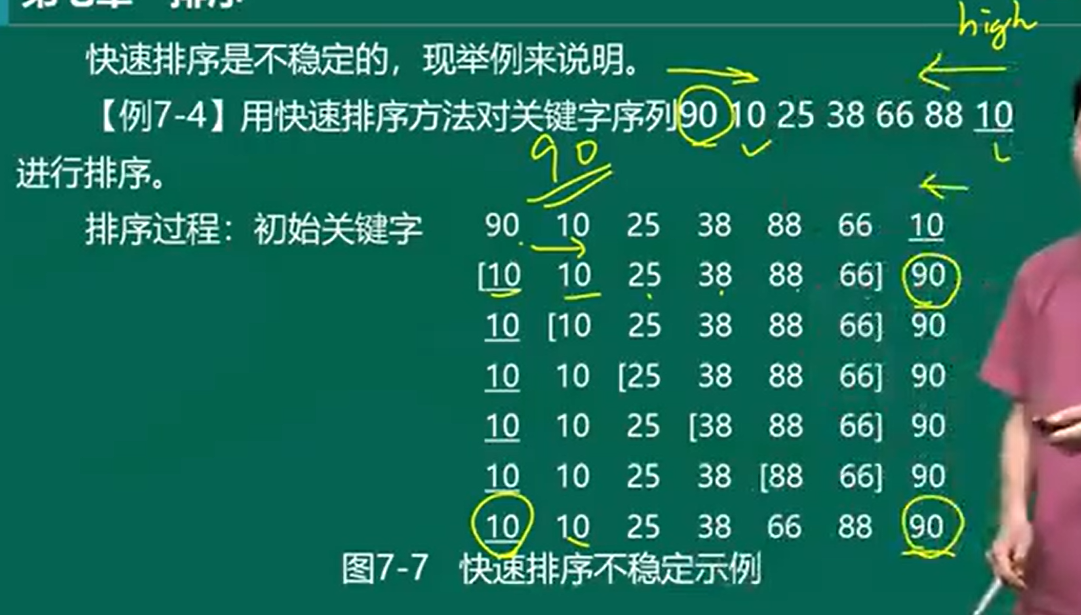 第七章 排序
high
快速排序是不稳定的，现举例来说明。
【例7-4】用快速排序方法对关键字序列90 10 25 38 66 88 10
进行排序。
90
排序过程：初始关键字 90 10 25 38 88 66 10
[10 10 25 38 88 66] 90
10 [10 25 38 88 66] 90
10 10 [25 38 88 66] 90
10 10 25 [38 88 66] 90
10 10 25 38 [88 66] 90
10 10 25 38 66 88 90
图7-7 快速排序不稳定示例